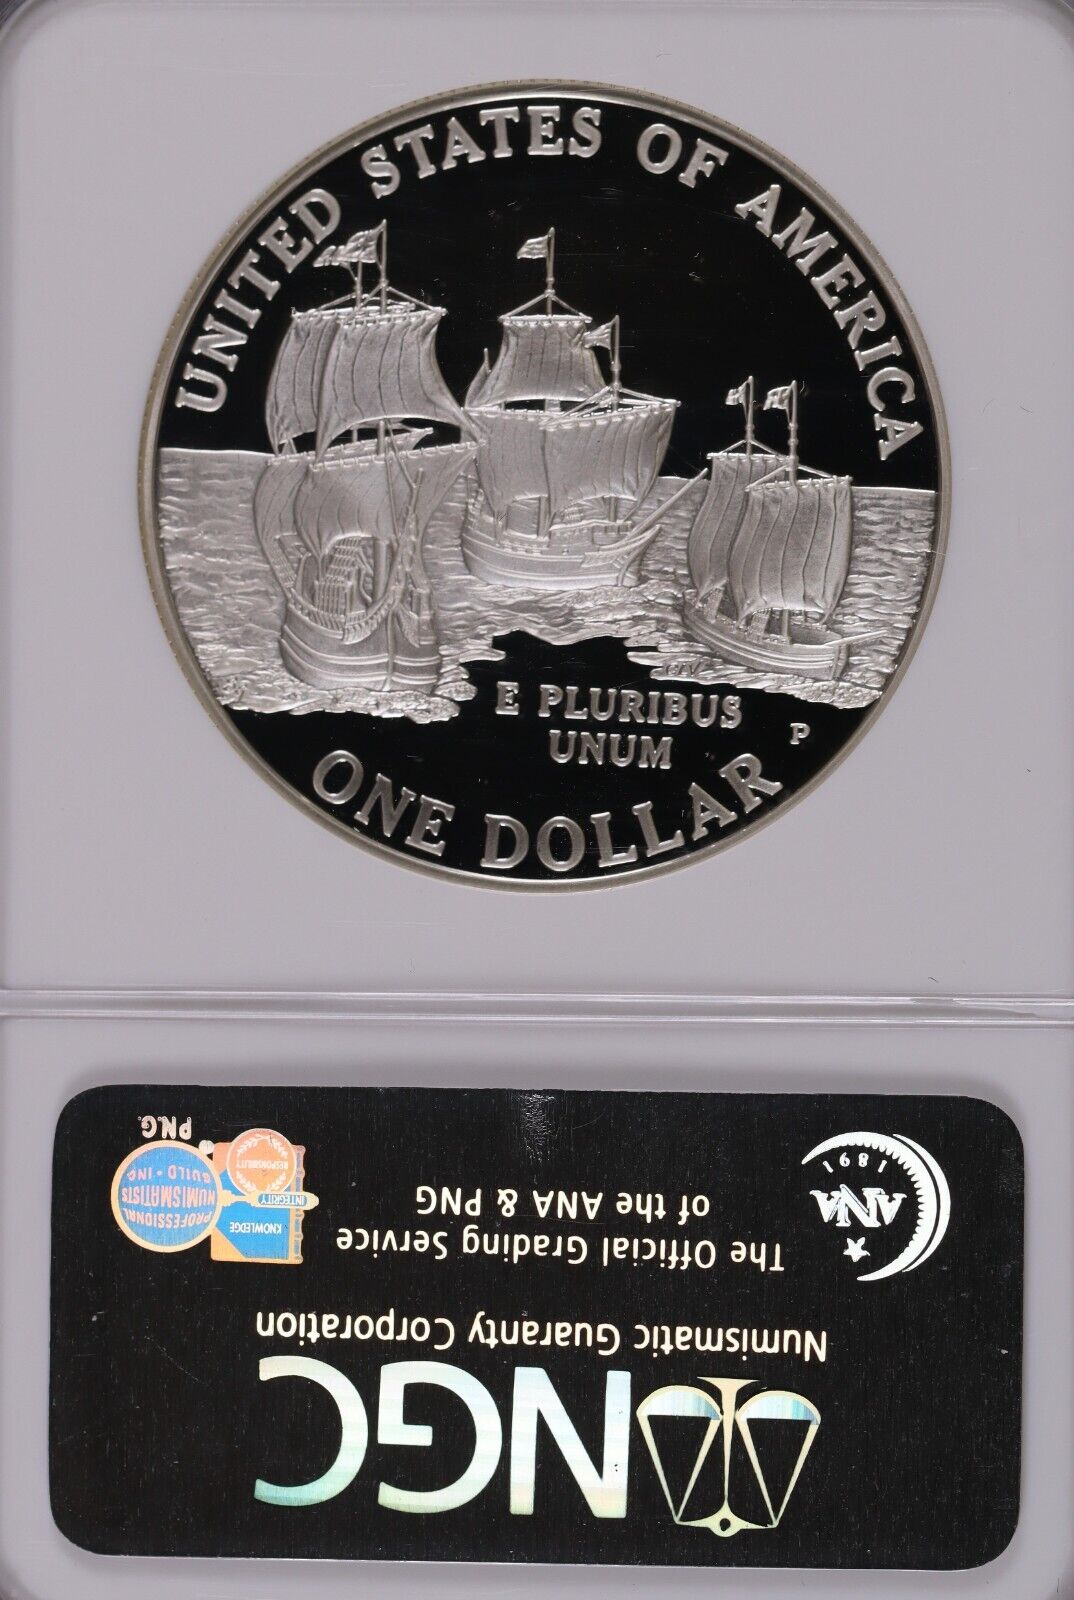 UNITED STATES OF AMERICA
E PLURIBUS
UNUM
P
ONE DOLLAR
NGC
Numismatic Guaranty Corporation
The Official Grading Service
of the ANA & PNG
ANA
1891
PROFESSIONAL
NUMISMATISTS
GUILD • INC.
KNOWLEDGE
INTEGRITY
RESPONSIBILITY
P.N.G.